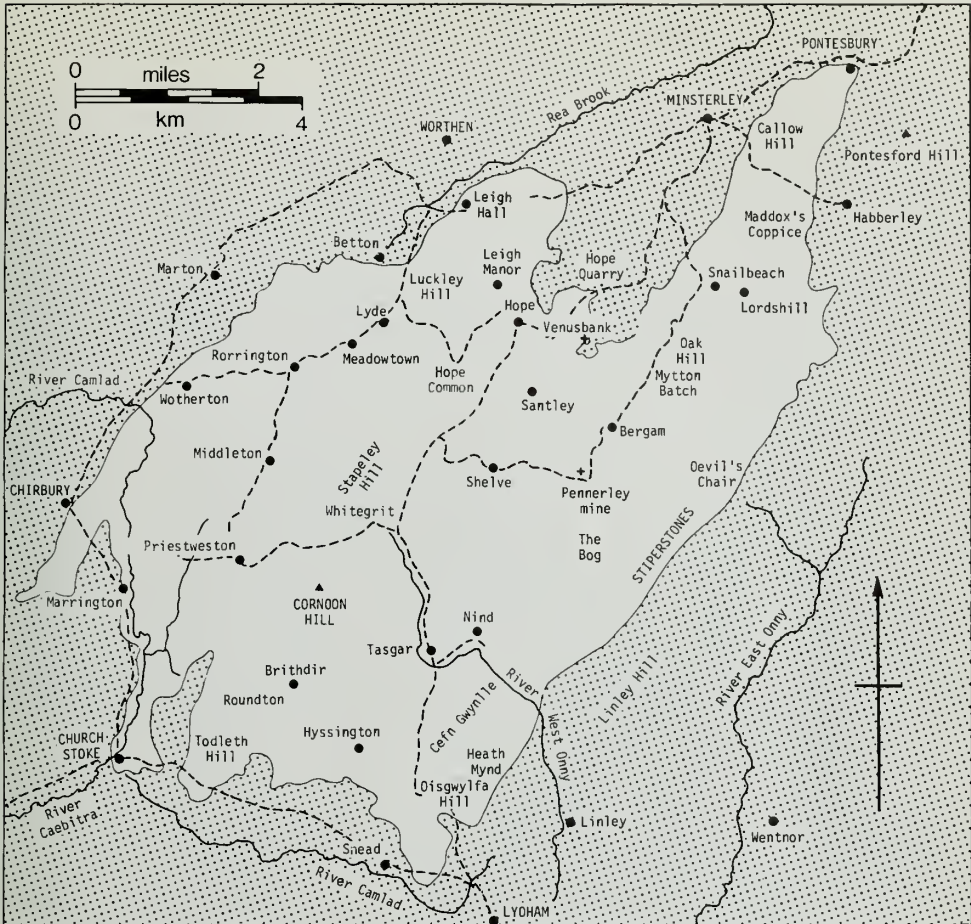 PONTESBURY
0 miles 2
0 km 4
MINSTERLEY
Rea Brook
WORTHEN
Callow
Hill
Pontesford Hill
Leigh
Hall
Habberley
Maddox's
Coppice
Betton
Marton
Leigh
Manor
Hope
Quarry
Luckley
Hill
Snailbeach
Lordshill
Lyde
Hope
Venusbank
Meadowtown
Oak
Hill
Rorrington
River Camlad
Hope
Common
Mytton
Batch
Wotherton
Santley
Bergam
Middleton
Stapeley
Hill
Shelve
Oevil's
Chair
Pennerley
mine
CHIRBURY
Whitegrit
STIPERSTONES
The
Bog
Priestweston
Marrington
CORNOON
HILL
Nind
Tasgar
River East Onny
Brithdir
Roundton
River
West Onny
Linley Hill
Cefn Gwynlle
CHURCH-
STOKE
Todleth
Hill
Hyssington
Heath
Mynd
Oisgwylfa
Hill
River
Caebitra
Linley
Wentnor
Snead
River Camlad
LYOHAM